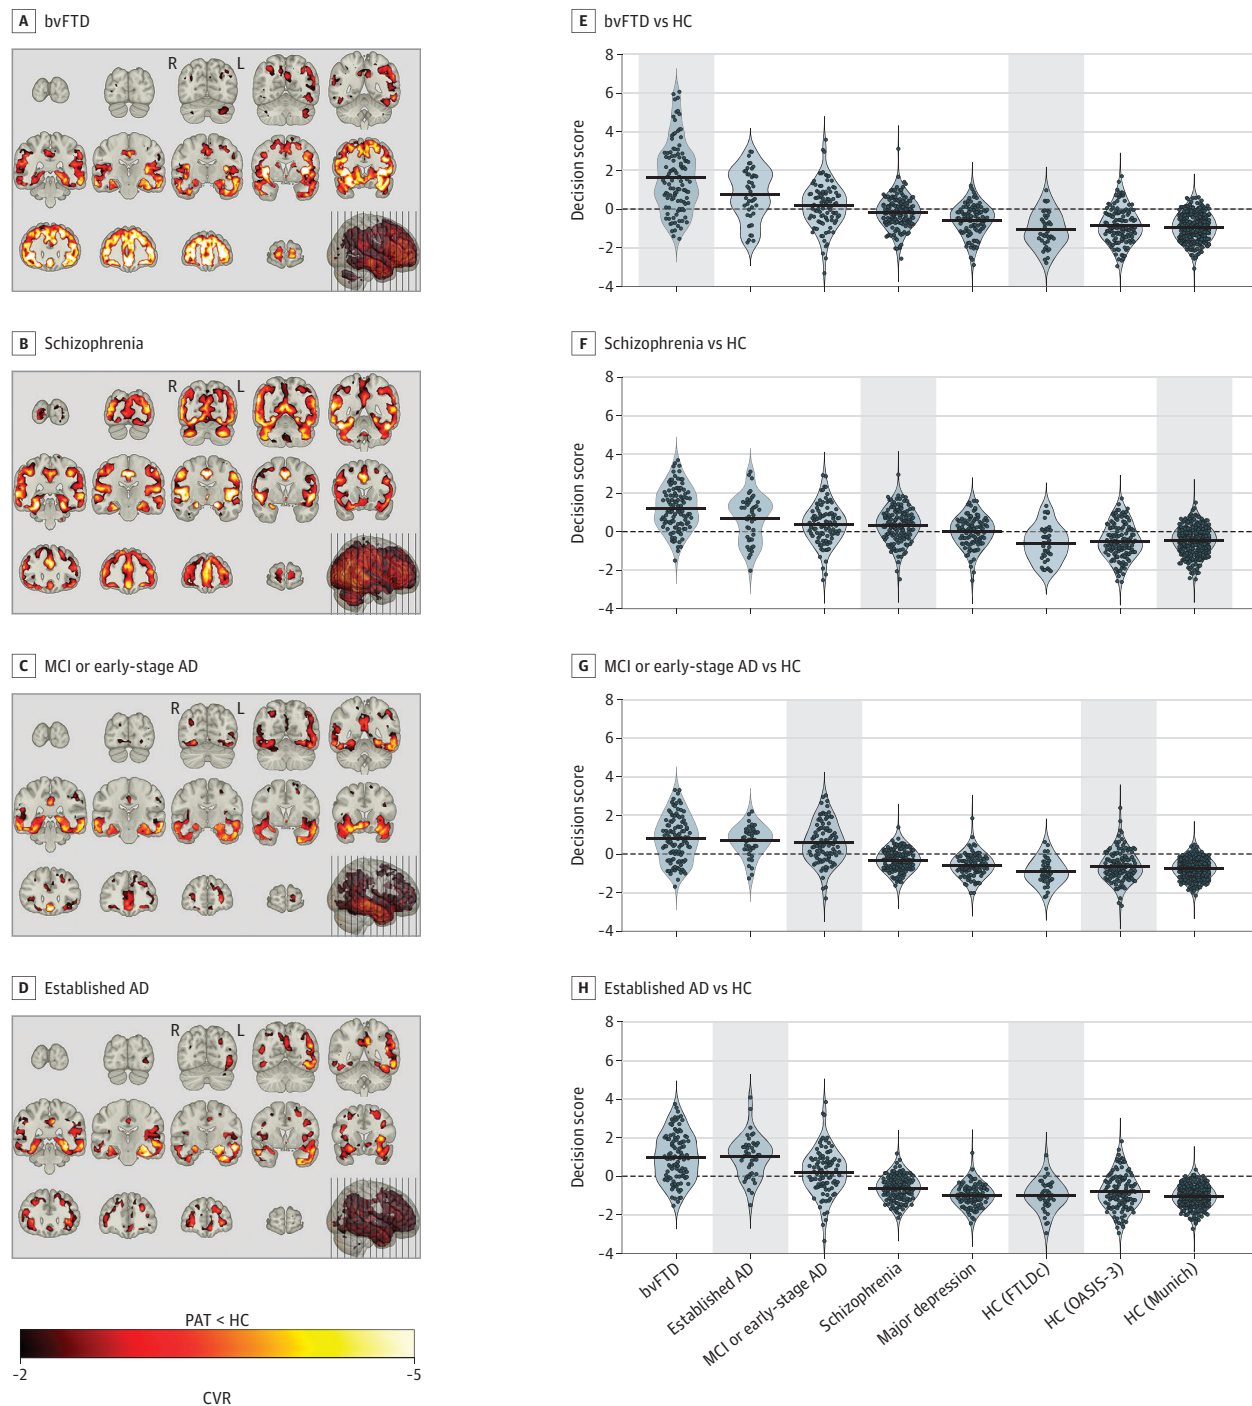 A bvFTD
R L
B Schizophrenia
R L
C MCI or early-stage AD
R L
D Established AD
R L
PAT < HC
-2 -5
CVR
E bvFTD vs HC
Decision score
8
6
4
2
0
-2
-4
F Schizophrenia vs HC
Decision score
8
6
4
2
0
-2
-4
G MCI or early-stage AD vs HC
Decision score
8
6
4
2
0
-2
-4
H Established AD vs HC
Decision score
8
6
4
2
0
-2
-4
bvFTD
Established AD
MCI or early-stage AD
Schizophrenia
Major depression
HC (FTLDc)
HC (OASIS-3)
HC (Munich)